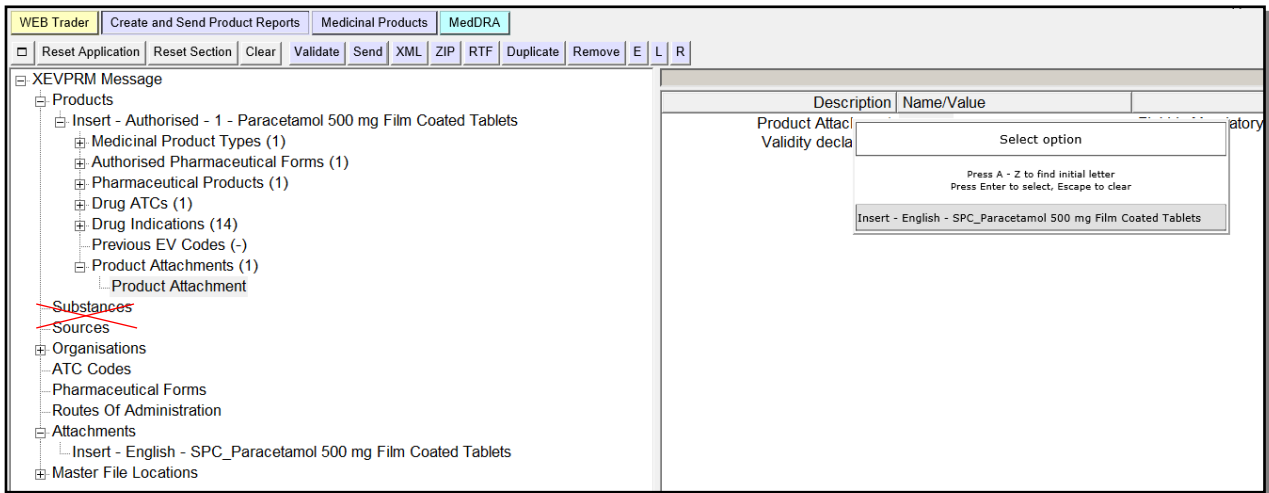 WEB Trader Create and Send Product Reports Medicinal Products MedDRA
Reset Application Reset Section Clear Validate Send XML ZIP RTF Duplicate Remove E L R
XEVPRM Message
Products
Insert - Authorised - 1 - Paracetamol 500 mg Film Coated Tablets
Medicinal Product Types (1)
Authorised Pharmaceutical Forms (1)
Pharmaceutical Products (1)
Drug ATCs (1)
Drug Indications (14)
Previous EV Codes (-)
Product Attachments (1)
Product Attachment
Substances
Sources
Organisations
ATC Codes
Pharmaceutical Forms
Routes Of Administration
Attachments
Insert - English - SPC_Paracetamol 500 mg Film Coated Tablets
Master File Locations
Description Name/Value
Product Attac
Validity decla
Select option
Press A - Z to find initial letter
Press Enter to select, Escape to clear
Insert - English - SPC_Paracetamol 500 mg Film Coated Tablets